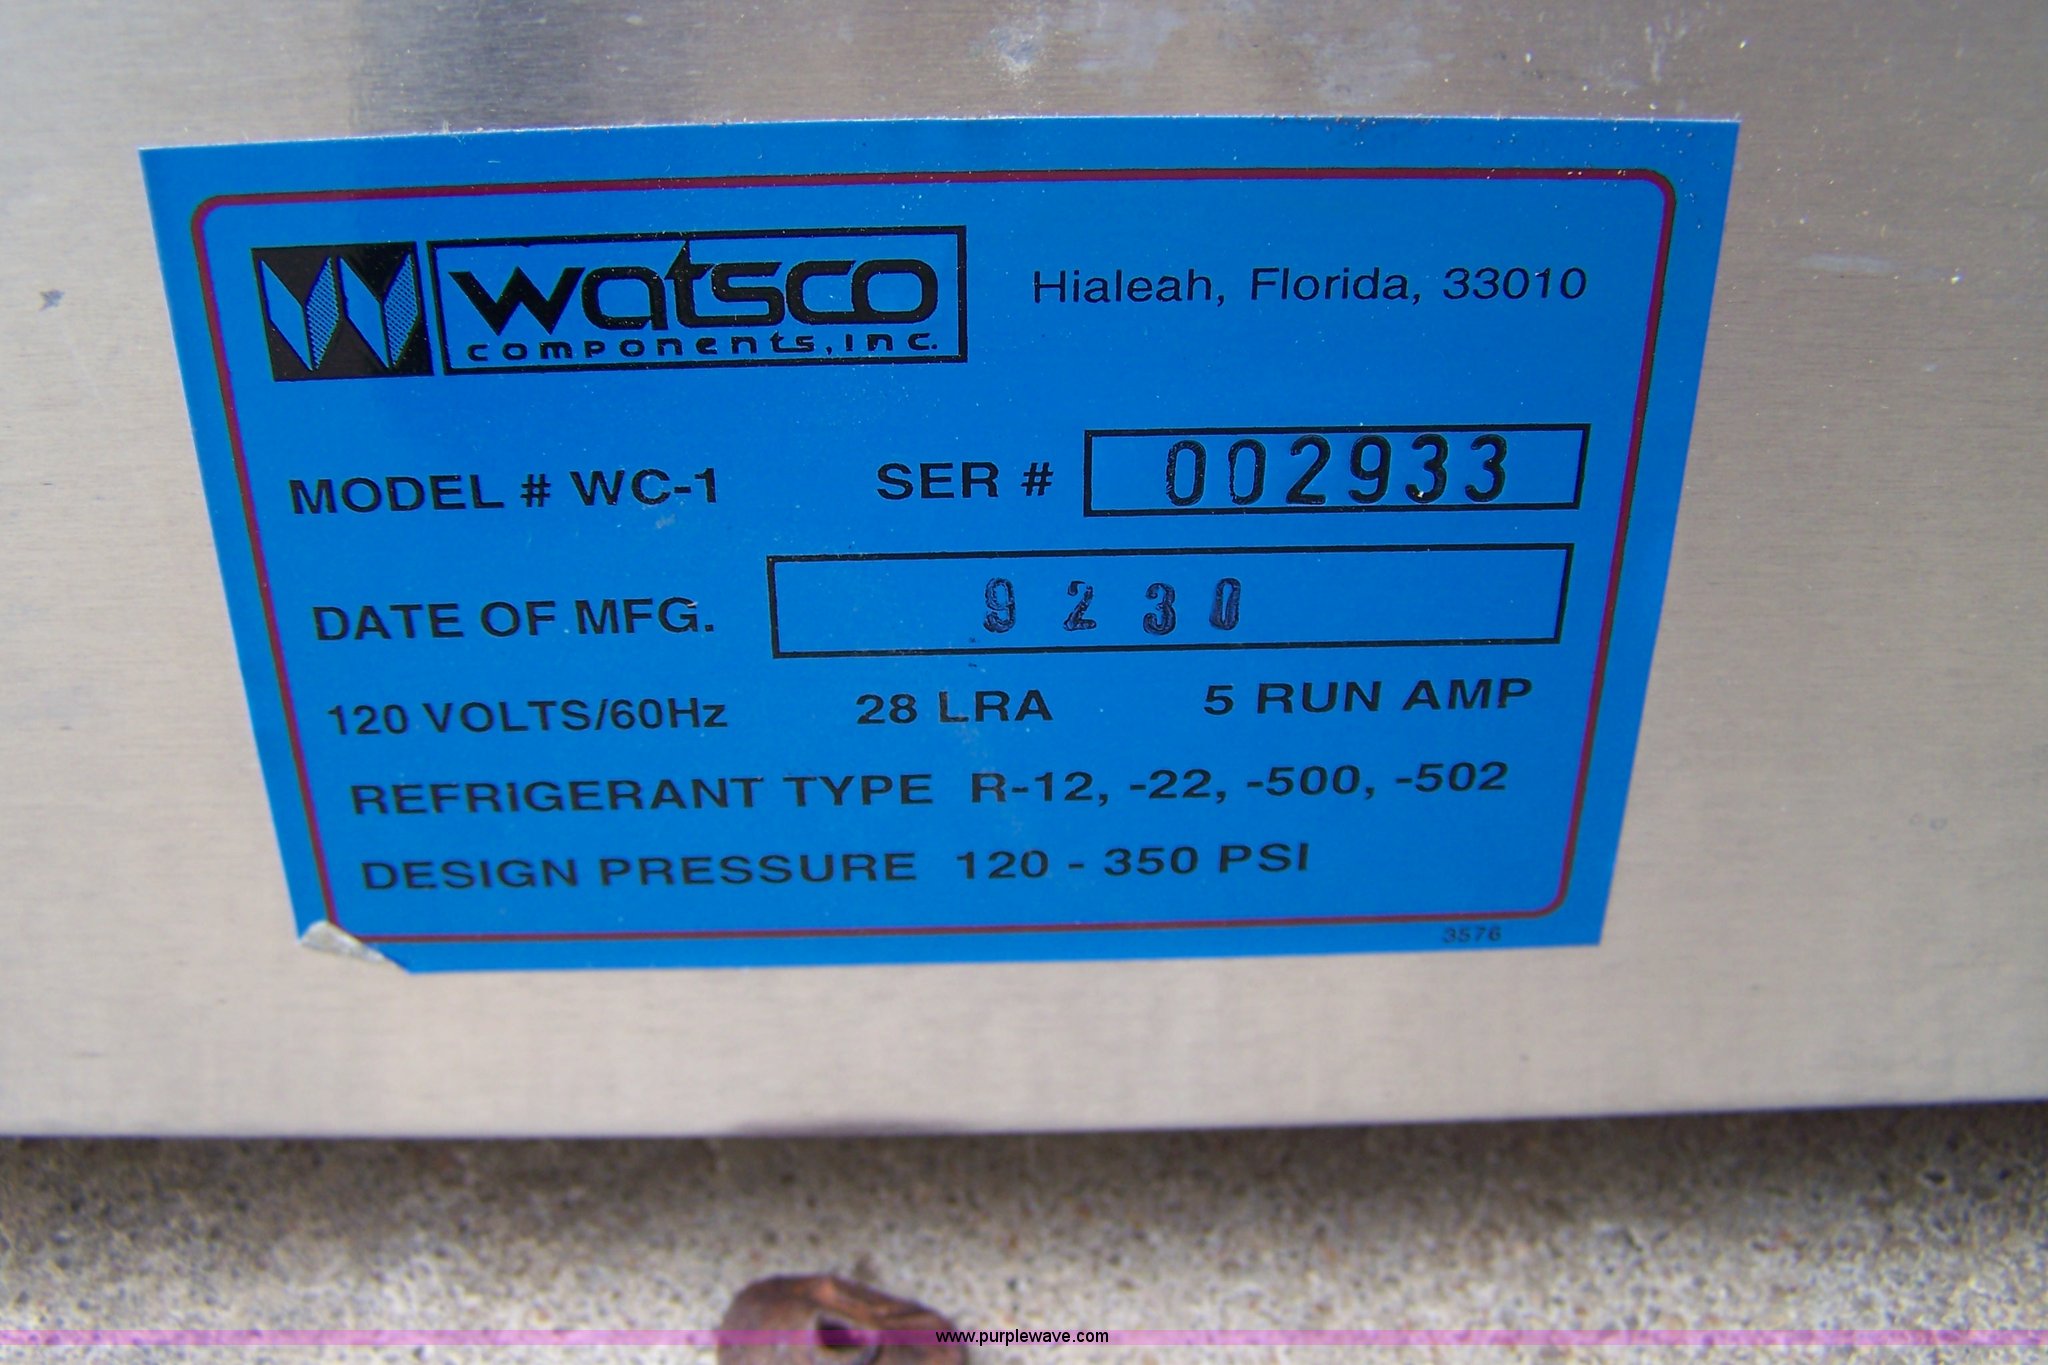 watsco
components, inc.
Hialeah, Florida, 33010
MODEL # WC-1 SER # 002933
DATE OF MFG. 9230
120 VOLTS/60Hz 28 LRA 5 RUN AMP
REFRIGERANT TYPE R-12, -22, -500, -502
DESIGN PRESSURE 120 - 350 PSI
3576
www.purplewave.com